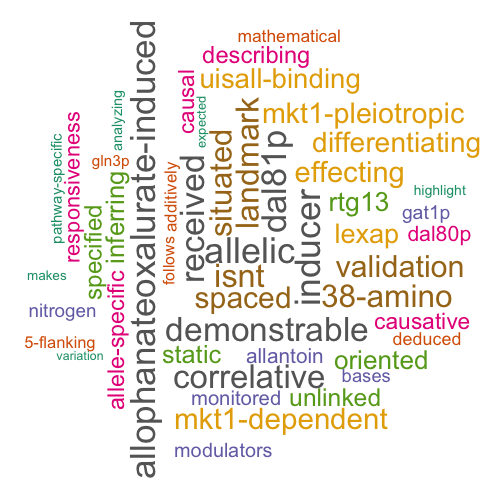 mathematical
describing
uisall-binding
causal
analyzing
expected
mkt1-pleiotropic
differentiating
responsiveness
pathway-specific
gln3p
allophanateoxalurate-induced
follows
additively
received
situated
landmark
dal81p
effecting
highlight
rtg13
gat1p
inferring
specified
lexap
dal80p
allelic
inducer
makes
isnt
validation
spaced
38-amino
nitrogen
allele-specific
demonstrable
causative
5-flanking
deduced
variation
static
allantoin
oriented
correlative
bases
monitored
unlinked
mkt1-dependent
modulators